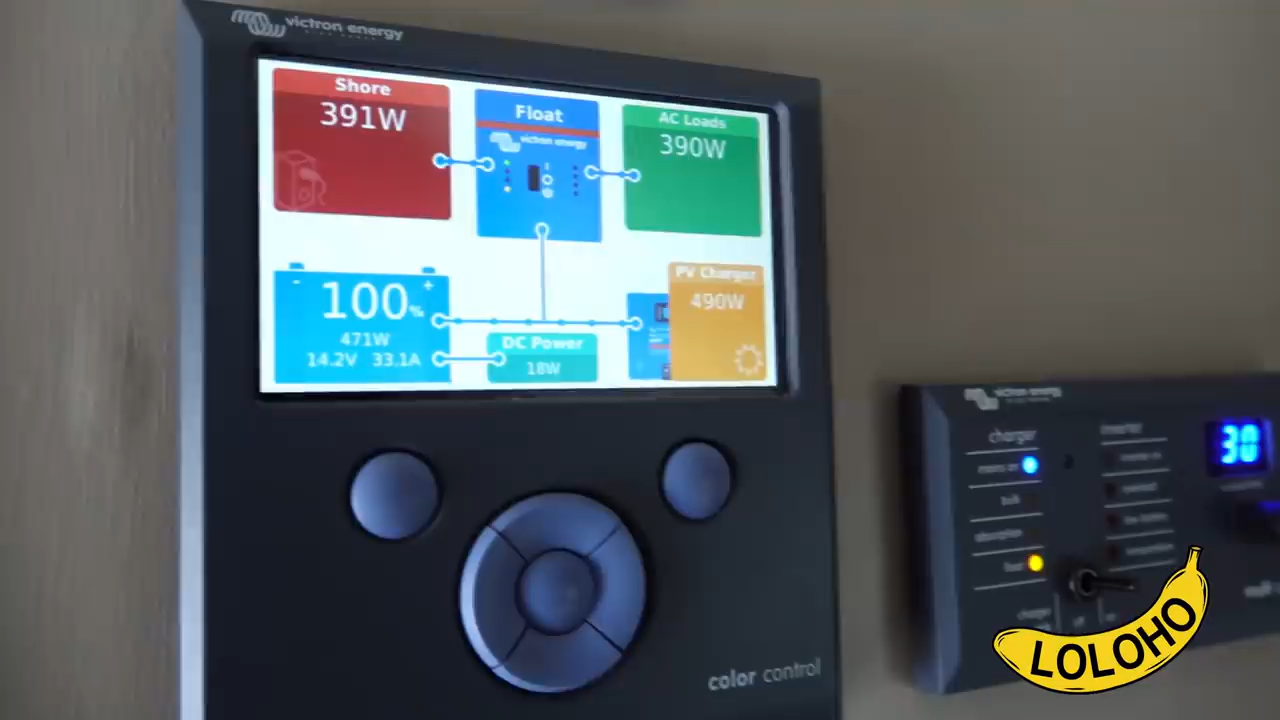 victron energy
Shore
391W
Float
victron energy
AC Loads
390W
- +
100%
471W
14.2V 33.1A
DC Power
18W
PV Charger
490W
color control
victron energy
charger
inverter
mains on
bulk
absorption
float
30
LOLOHO